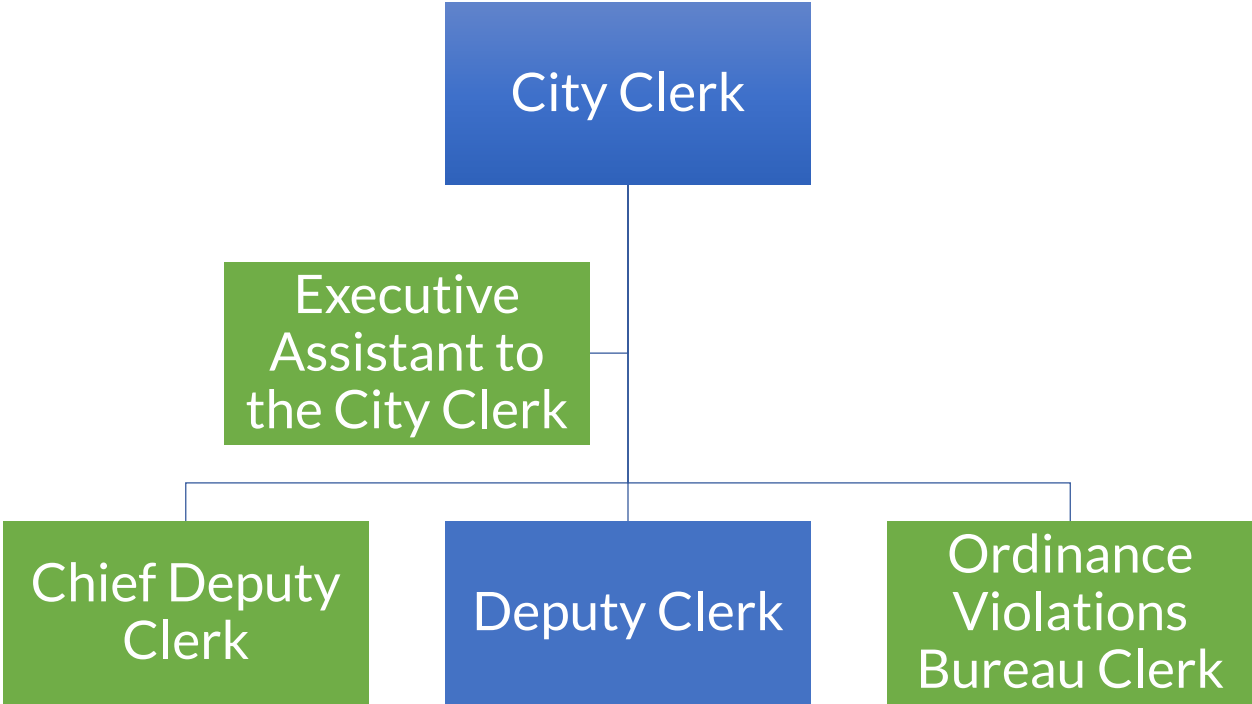 City Clerk
Executive
Assistant to
the City Clerk
Chief Deputy
Clerk
Deputy Clerk
Ordinance
Violations
Bureau Clerk